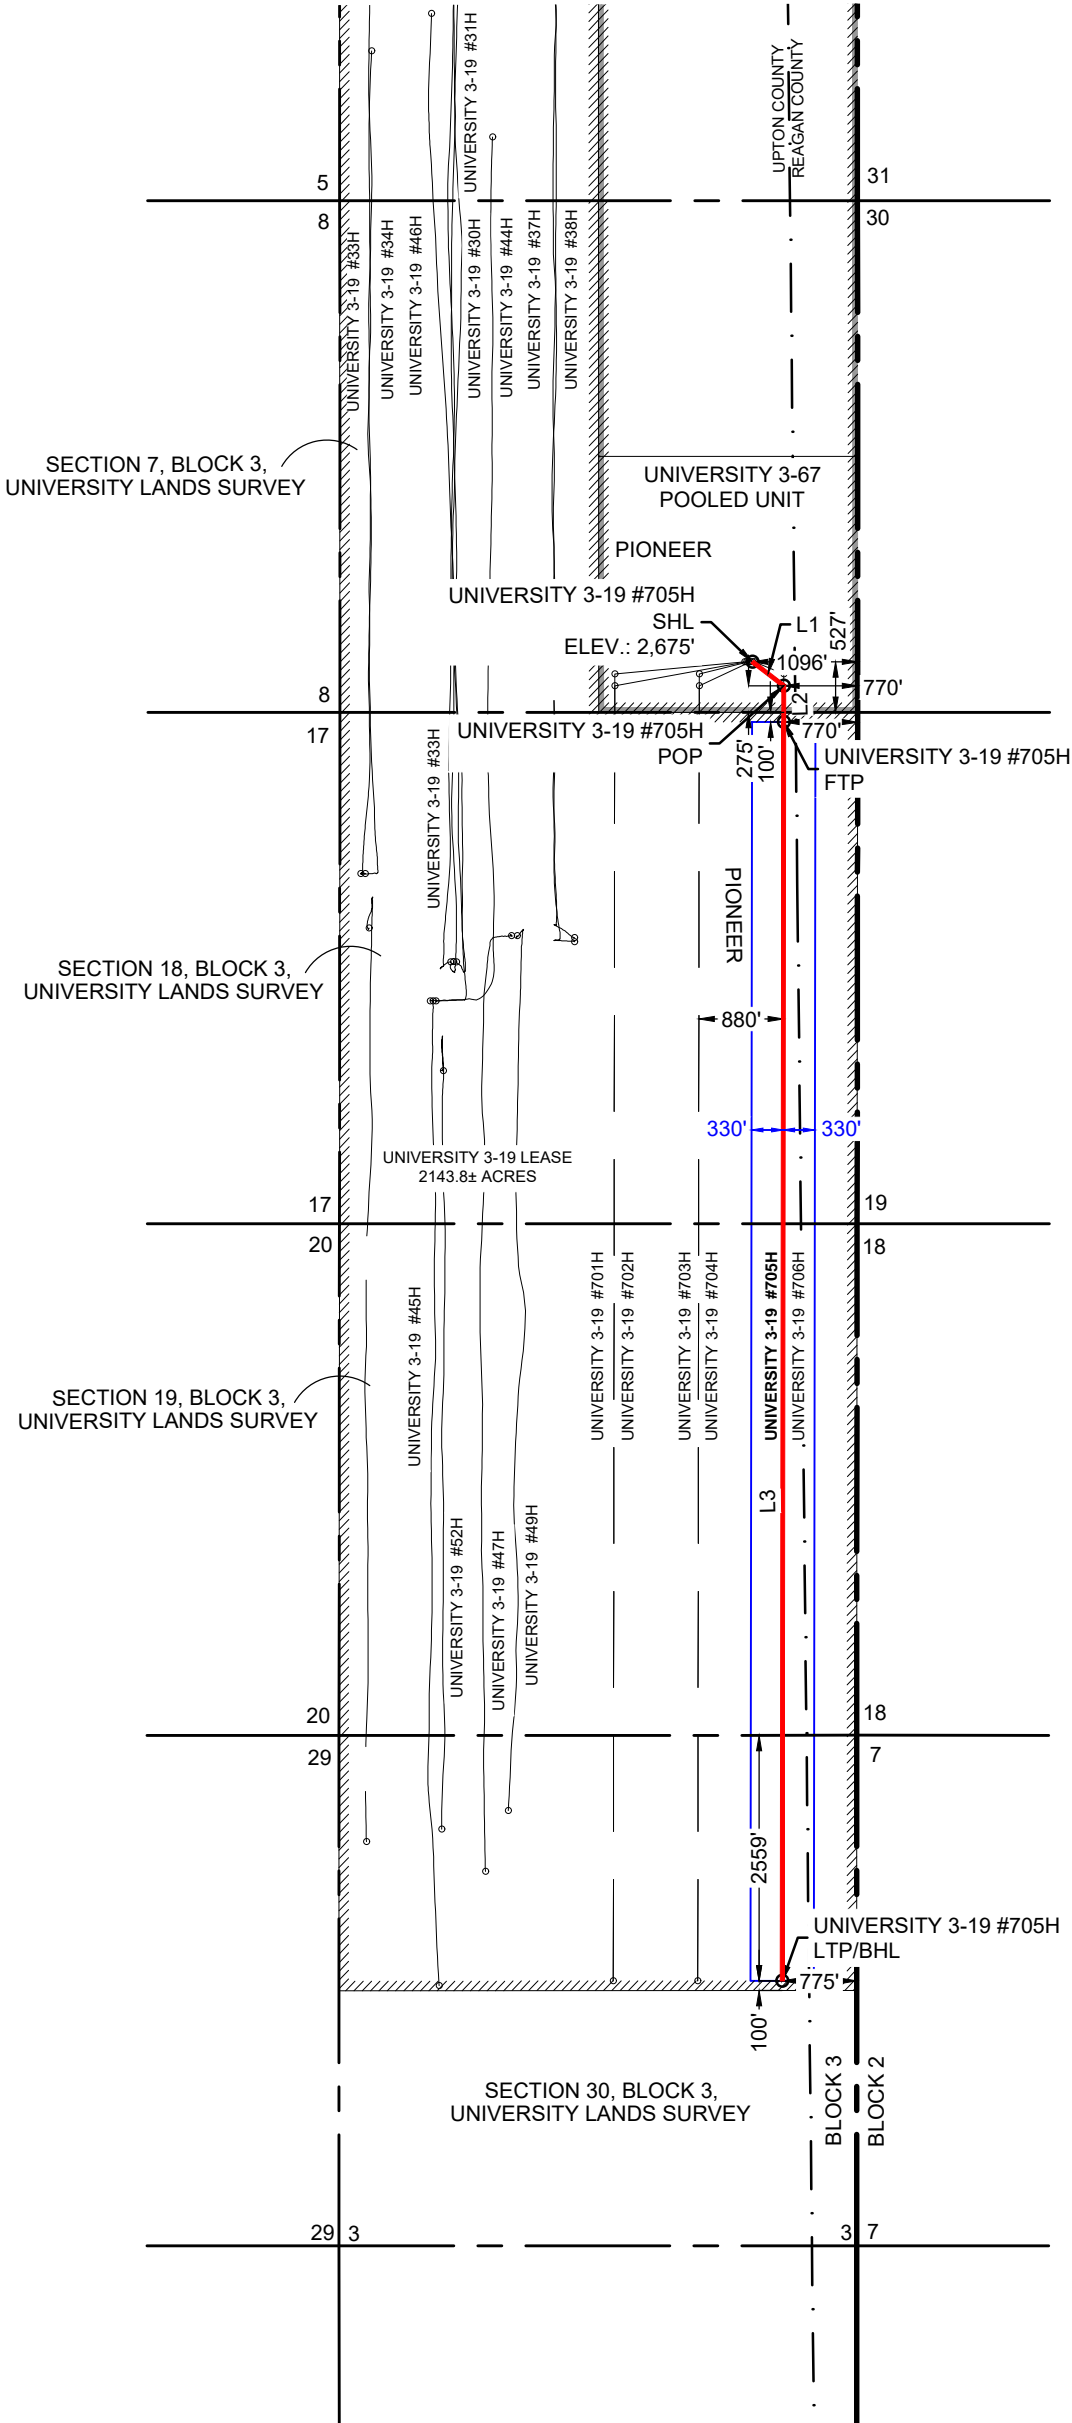 UNIVERSITY 3-19 #31H
UPTON COUNTY
REAGAN COUNTY
5
8
31
30
UNIVERSITY 3-19 #33H
UNIVERSITY 3-19 #34H
UNIVERSITY 3-19 #46H
UNIVERSITY 3-19 #30H
UNIVERSITY 3-19 #44H
UNIVERSITY 3-19 #37H
UNIVERSITY 3-19 #38H
SECTION 7, BLOCK 3,
UNIVERSITY LANDS SURVEY
UNIVERSITY 3-67
POOLED UNIT
PIONEER
UNIVERSITY 3-19 #705H
SHL
ELEV.: 2,675'
L1
527'
1096'
770'
L2
8
17
UNIVERSITY 3-19 #705H
POP
770'
275'
100'
UNIVERSITY 3-19 #705H
FTP
UNIVERSITY 3-19 #33H
PIONEER
SECTION 18, BLOCK 3,
UNIVERSITY LANDS SURVEY
880'
330'
330'
UNIVERSITY 3-19 LEASE
2143.8± ACRES
17
20
19
18
UNIVERSITY 3-19 #45H
UNIVERSITY 3-19 #701H
UNIVERSITY 3-19 #702H
UNIVERSITY 3-19 #703H
UNIVERSITY 3-19 #704H
UNIVERSITY 3-19 #705H
UNIVERSITY 3-19 #706H
SECTION 19, BLOCK 3,
UNIVERSITY LANDS SURVEY
L3
UNIVERSITY 3-19 #52H
UNIVERSITY 3-19 #47H
UNIVERSITY 3-19 #49H
20
29
18
7
2559'
UNIVERSITY 3-19 #705H
LTP/BHL
775'
100'
SECTION 30, BLOCK 3,
UNIVERSITY LANDS SURVEY
BLOCK 3
BLOCK 2
29
3
3
7